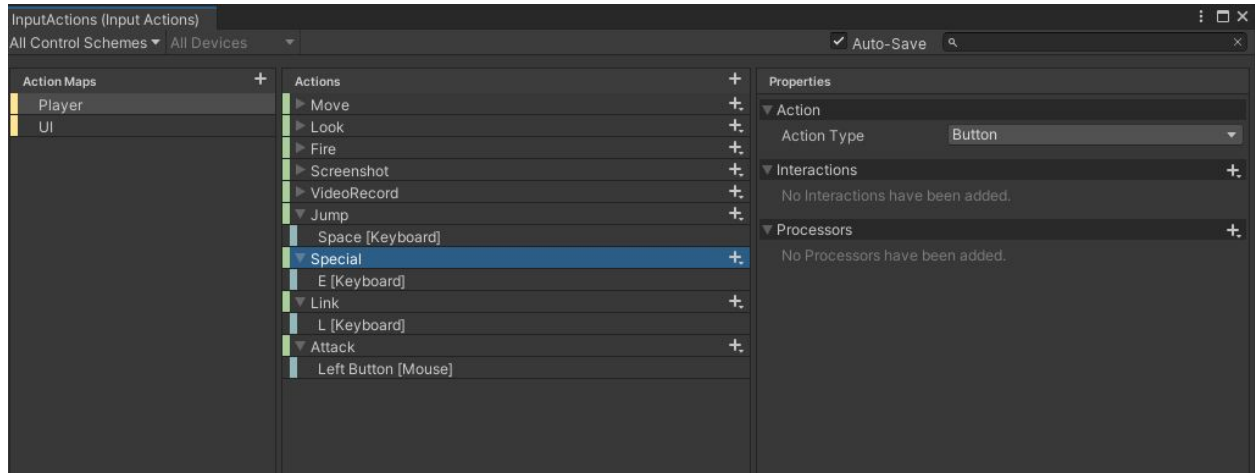 InputActions (Input Actions)
All Control Schemes All Devices Auto-Save
Action Maps
Player
UI
Actions
Move
Look
Fire
Screenshot
VideoRecord
Jump
Space [Keyboard]
Special
E [Keyboard]
Link
L [Keyboard]
Attack
Left Button [Mouse]
Properties
Action
Action Type Button
Interactions
No Interactions have been added.
Processors
No Processors have been added.